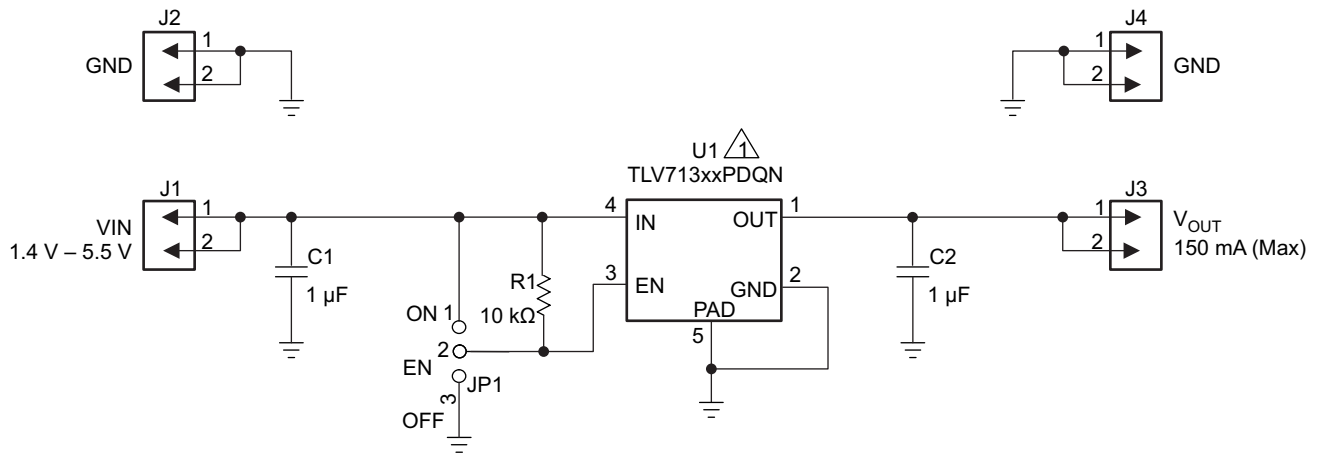 J2
1
GND
2
J4
1
GND
2
U1 1
TLV713xxPDQN
J1
1
VIN
2
1.4 V – 5.5 V
C1
1 µF
ON 1
2
EN
JP1
3
OFF
R1
10 kΩ
4
IN
OUT
1
3
EN
GND
2
PAD
5
C2
1 µF
J3
1
VOUT
2
150 mA (Max)